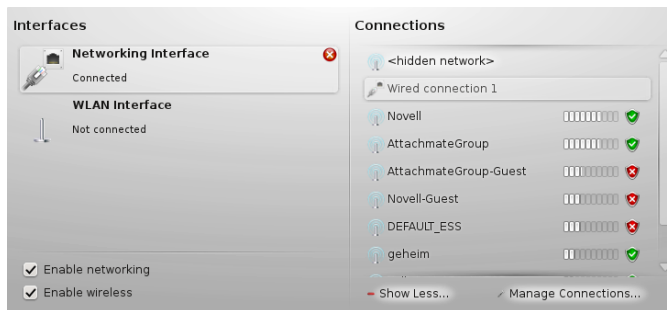 Interfaces
Networking Interface
Connected
WLAN Interface
Not connected
Enable networking
Enable wireless
Connections
<hidden network>
Wired connection 1
Novell
AttachmateGroup
AttachmateGroup-Guest
Novell-Guest
DEFAULT_ESS
geheim
Show Less...
Manage Connections...